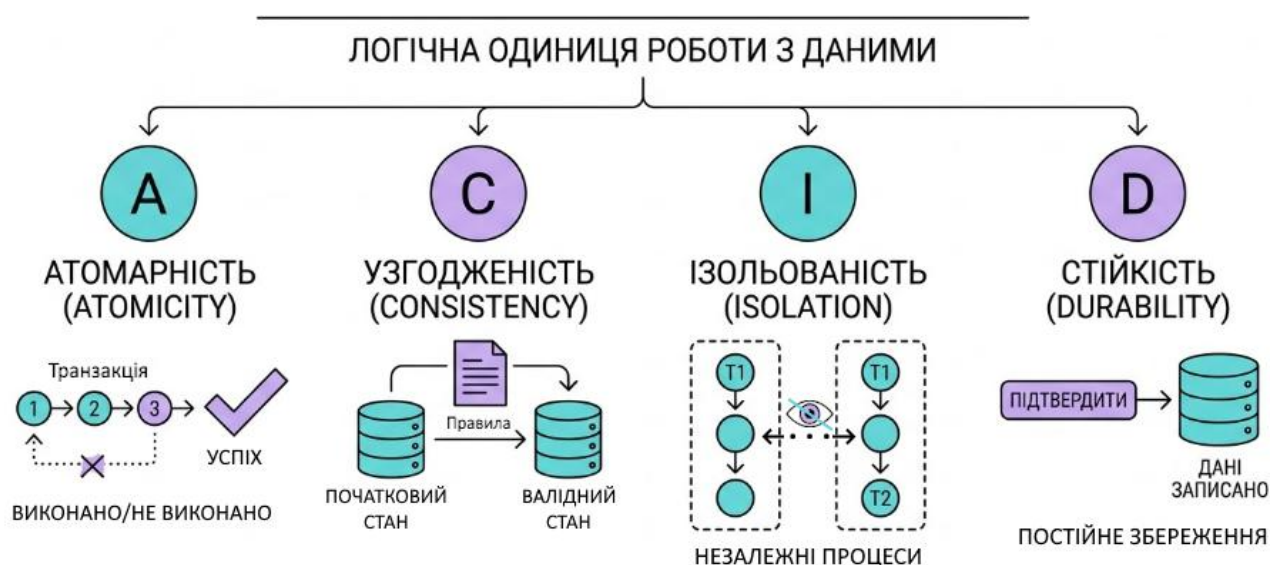 ЛОГІЧНА ОДИНИЦЯ РОБОТИ З ДАНИМИ
A
АТОМАРНІСТЬ
(ATOMICITY)
Транзакція
1
2
3
УСПІХ
ВИКОНАНО/НЕ ВИКОНАНО
C
УЗГОДЖЕНІСТЬ
(CONSISTENCY)
Правила
ПОЧАТКОВИЙ
СТАН
ВАЛІДНИЙ
СТАН
I
ІЗОЛЬОВАНІСТЬ
(ISOLATION)
T1
T1
T2
НЕЗАЛЕЖНІ ПРОЦЕСИ
D
СТІЙКІСТЬ
(DURABILITY)
ПІДТВЕРДИТИ
ДАНІ
ЗАПИСАНО
ПОСТІЙНЕ ЗБЕРЕЖЕННЯ